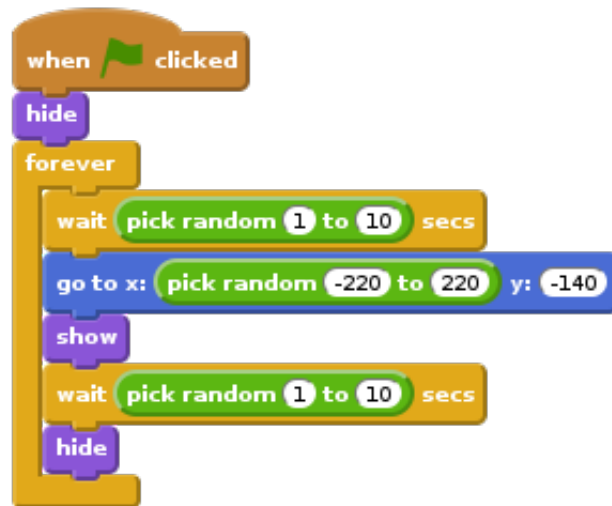 when clicked
hide
forever
wait pick random 1 to 10 secs
go to x: pick random -220 to 220 y: -140
show
wait pick random 1 to 10 secs
hide